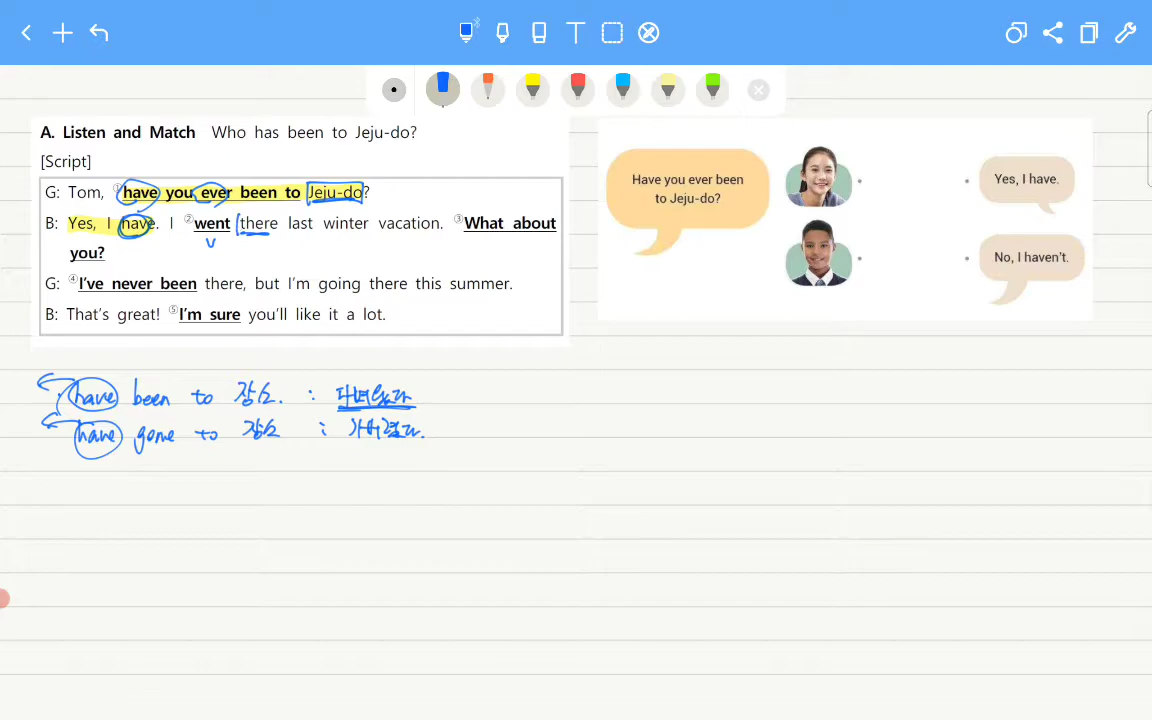 A. Listen and Match Who has been to Jeju-do?
[Script]
G: Tom, ①have you ever been to Jeju-do?
B: Yes, I have. I ②went there last winter vacation. ③What about
you?
G: ④I've never been there, but I'm going there this summer.
B: That's great! ⑤I'm sure you'll like it a lot.
Have you ever been
to Jeju-do?
Yes, I have.
No, I haven't.
have been to 장소. : 다녀왔다
have gone to 장소 : 가버렸다.